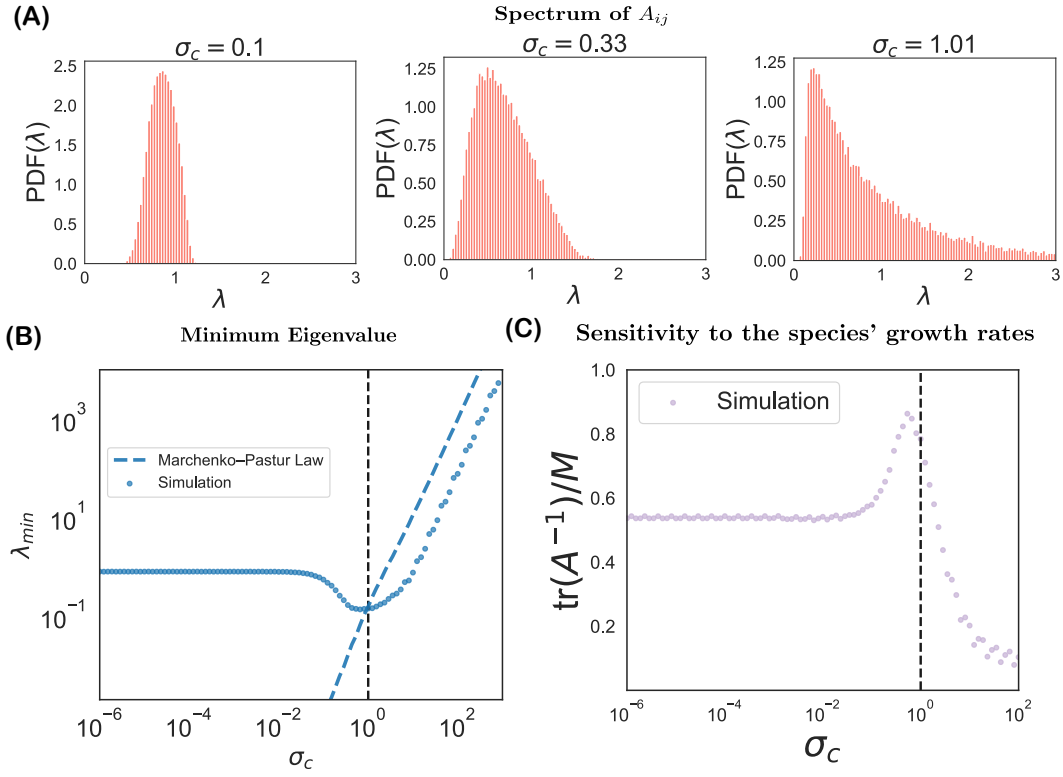 (A)
Spectrum of A_{ij}
σ_c = 0.1
σ_c = 0.33
σ_c = 1.01
PDF(λ)
2.5
2.0
1.5
1.0
0.5
0.0
0
1
2
3
λ
PDF(λ)
1.25
1.00
0.75
0.50
0.25
0.00
0
1
2
3
λ
PDF(λ)
1.25
1.00
0.75
0.50
0.25
0.00
0
1
2
3
λ
(B)
Minimum Eigenvalue
λ_{min}
10^3
10^1
10^{-1}
Marchenko–Pastur Law
Simulation
10^{-6}
10^{-4}
10^{-2}
10^0
10^2
σ_c
(C)
Sensitivity to the species' growth rates
tr(A^{-1})/M
1.0
0.8
0.6
0.4
0.2
Simulation
10^{-6}
10^{-4}
10^{-2}
10^0
10^2
σ_c